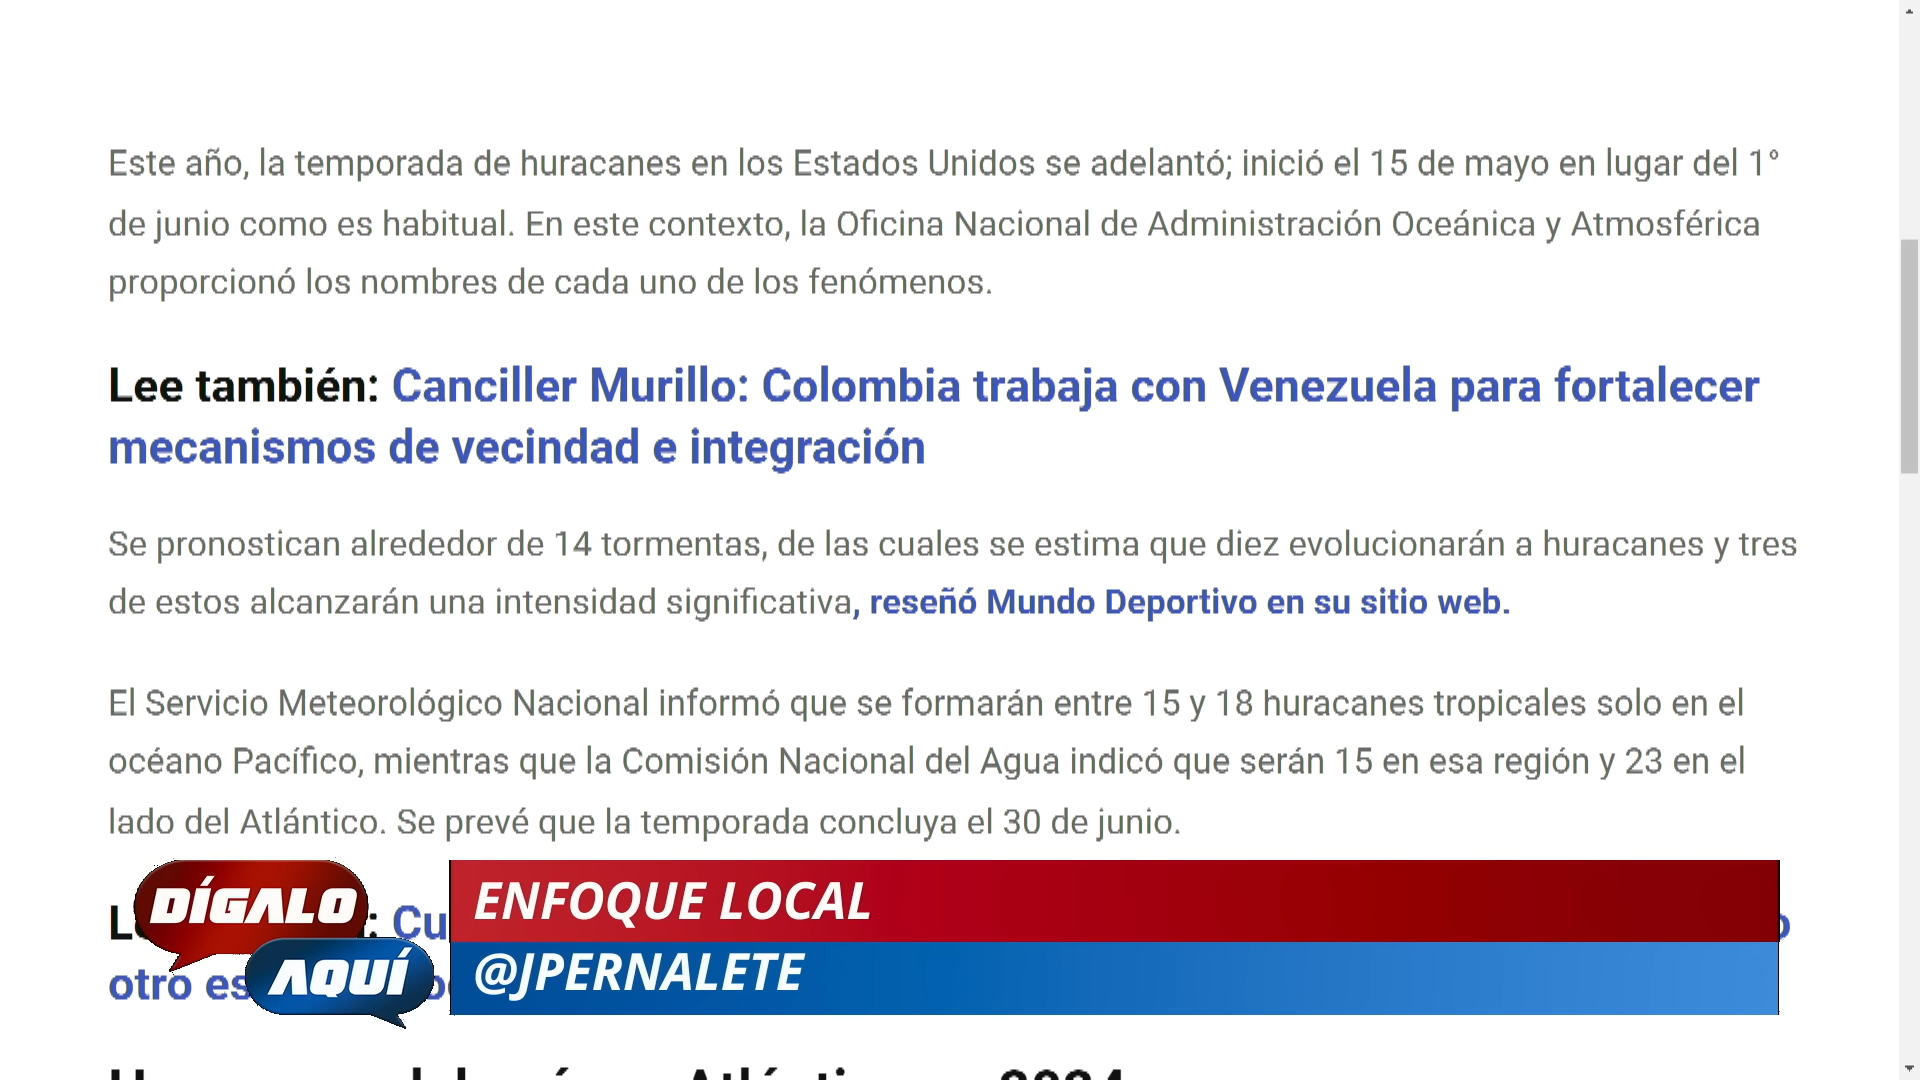 Este año, la temporada de huracanes en los Estados Unidos se adelantó; inició el 15 de mayo en lugar del 1°
de junio como es habitual. En este contexto, la Oficina Nacional de Administración Oceánica y Atmosférica
proporcionó los nombres de cada uno de los fenómenos.
Lee también: Canciller Murillo: Colombia trabaja con Venezuela para fortalecer
mecanismos de vecindad e integración
Se pronostican alrededor de 14 tormentas, de las cuales se estima que diez evolucionarán a huracanes y tres
de estos alcanzarán una intensidad significativa, reseñó Mundo Deportivo en su sitio web.
El Servicio Meteorológico Nacional informó que se formarán entre 15 y 18 huracanes tropicales solo en el
océano Pacífico, mientras que la Comisión Nacional del Agua indicó que serán 15 en esa región y 23 en el
lado del Atlántico. Se prevé que la temporada concluya el 30 de junio.
otro
DÍGALO
AQUÍ
ENFOQUE LOCAL
@JPERNALETE